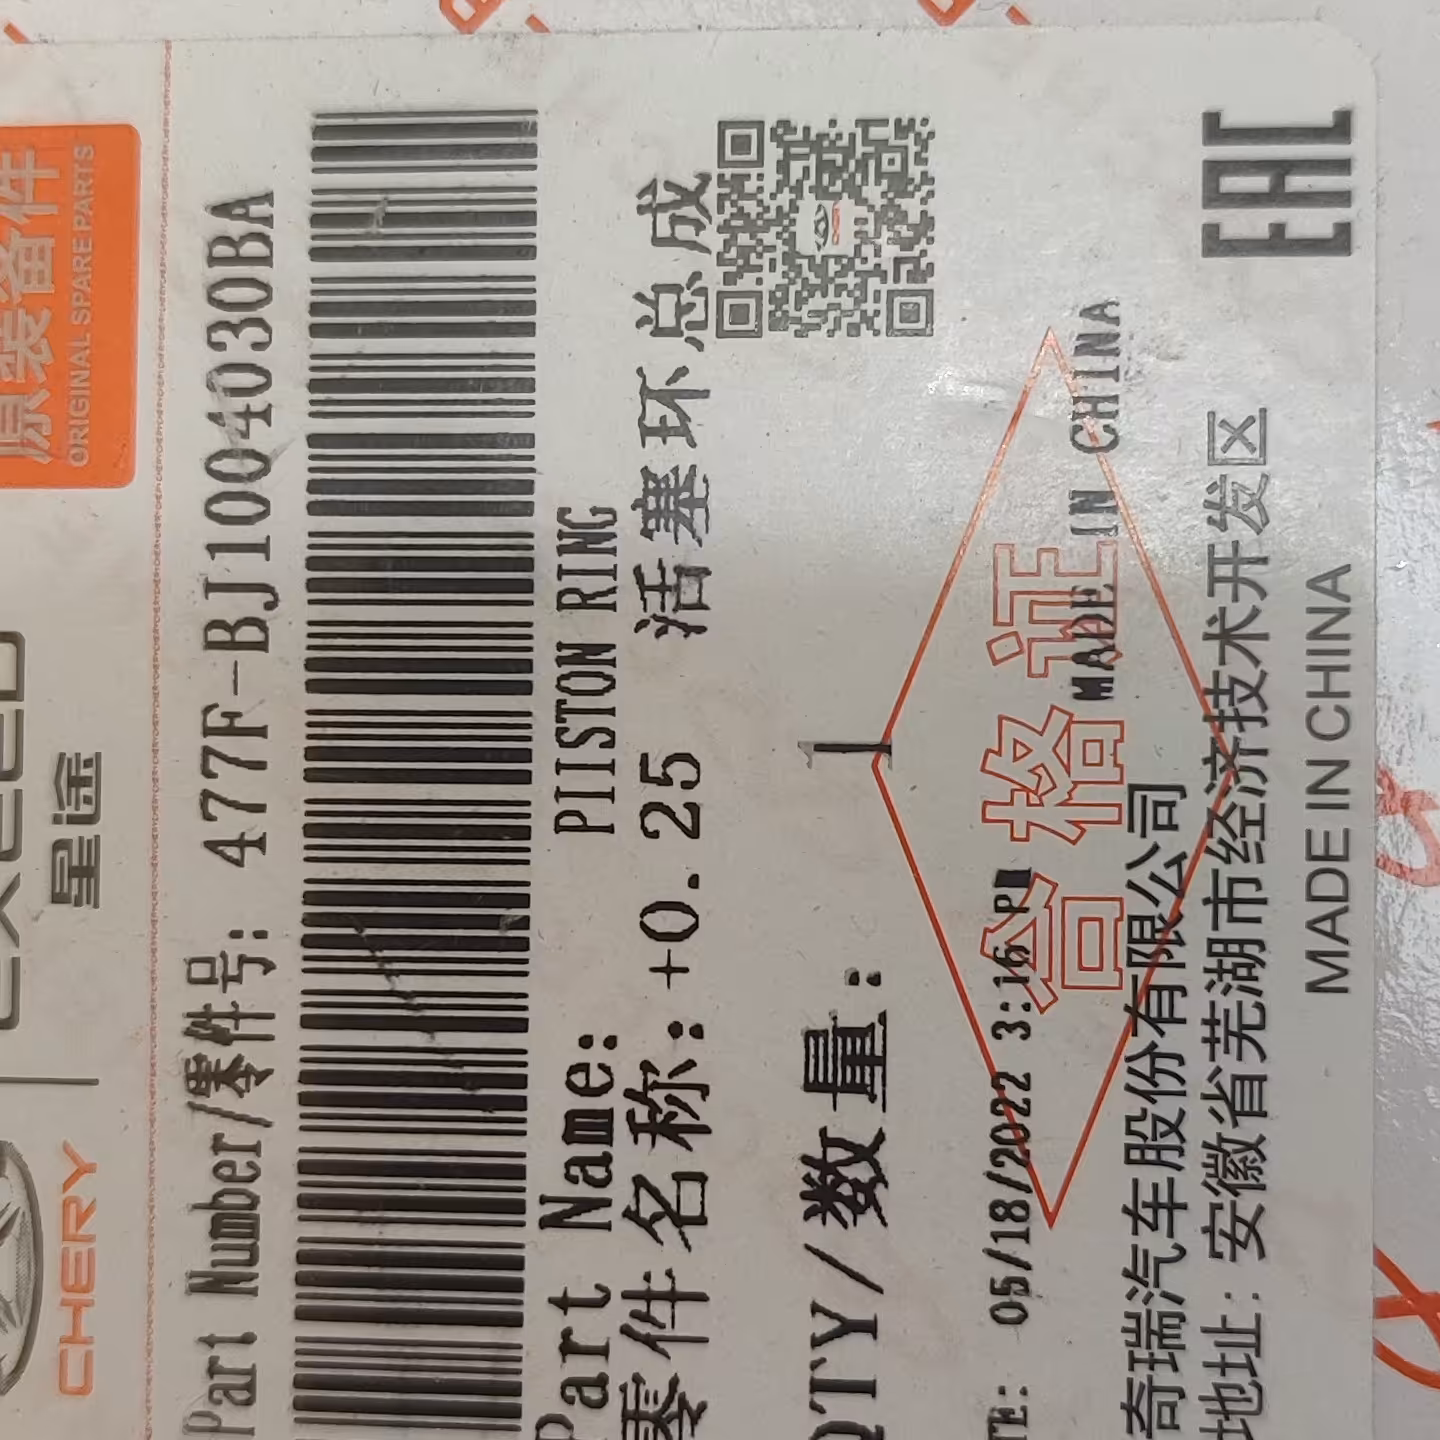 CHERY
exeed
星途
原装备件
ORIGINAL SPARE PARTS
Part Number/零件号: 477F-BJ1004030BA
Part Name: PIISTON RING
零件名称: +0.25 活塞环总成
QTY/数量: 1
TE: 05/18/2022 3:16 PM
合格证
MADE IN CHINA
奇瑞汽车股份有限公司
地址: 安徽省芜湖市经济技术开发区
MADE IN CHINA
EAC